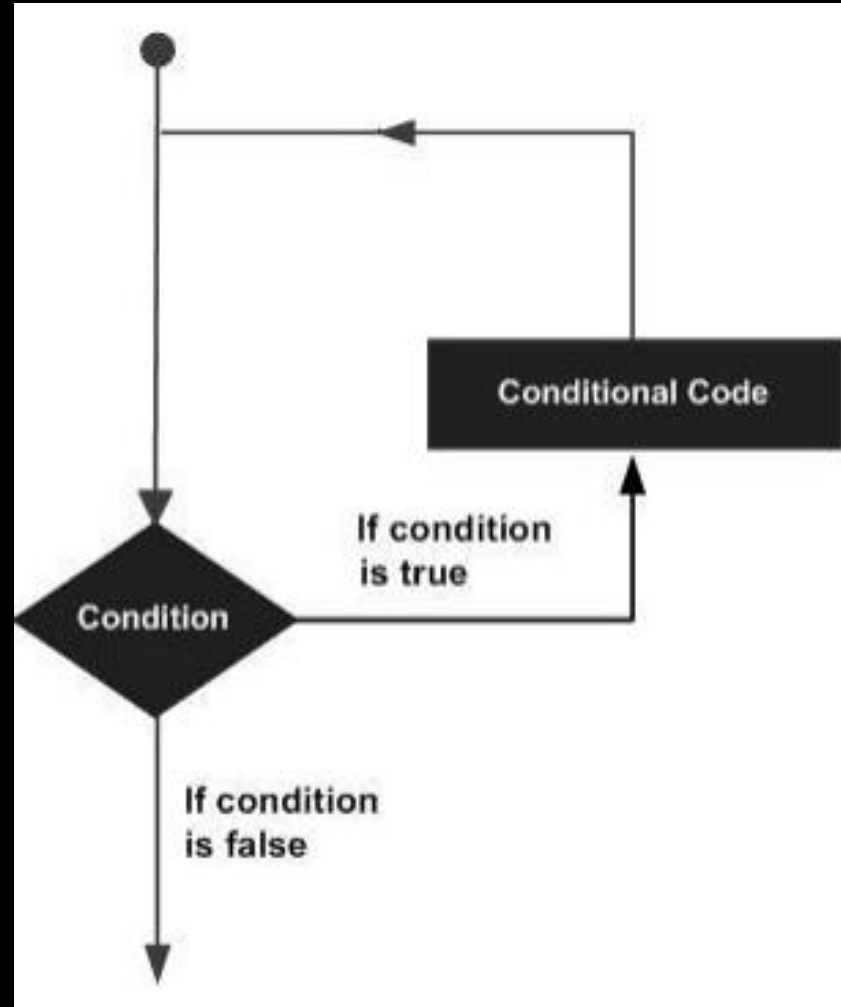 Conditional Code
If condition
is true
Condition
If condition
is false